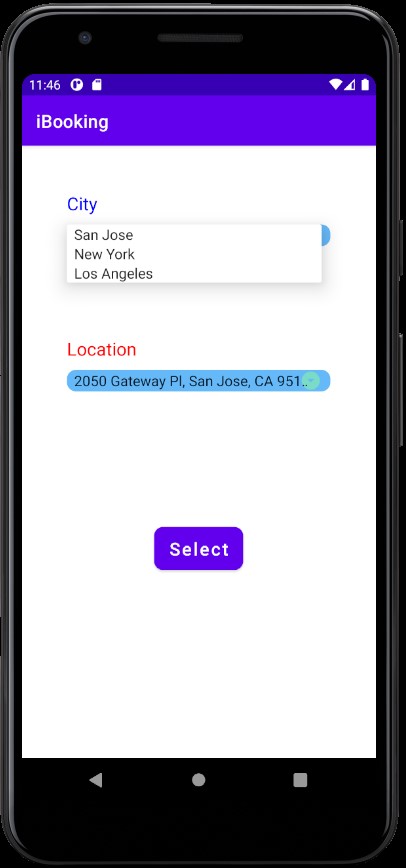 11:46
iBooking
City
San Jose
New York
Los Angeles
Location
2050 Gateway Pl, San Jose, CA 951..
Select